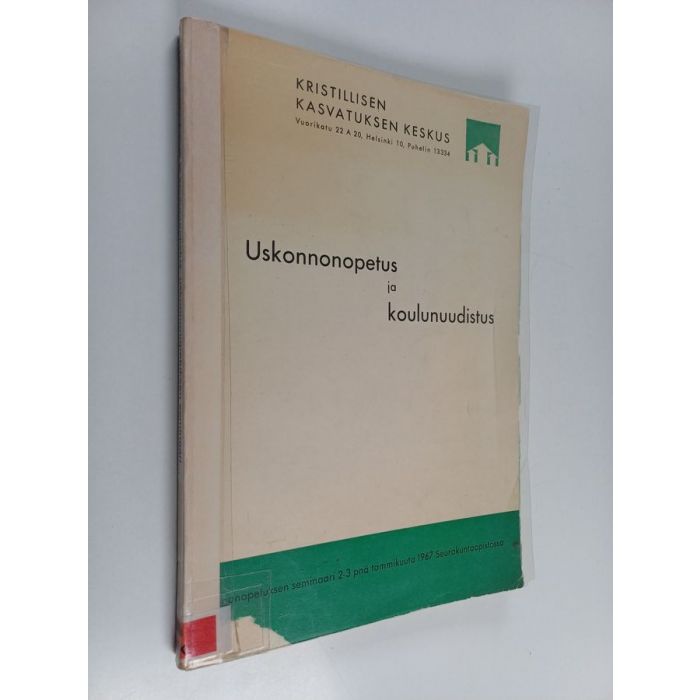 KRISTILLISEN
KASVATUKSEN KESKUS
Vuorikatu 22 A 20, Helsinki 10, Puhelin 13334
Uskonnonopetus
ja
koulunuudistus
seminaari 2-3 pnä tammikuuta 1967 Seurakuntaopistossa